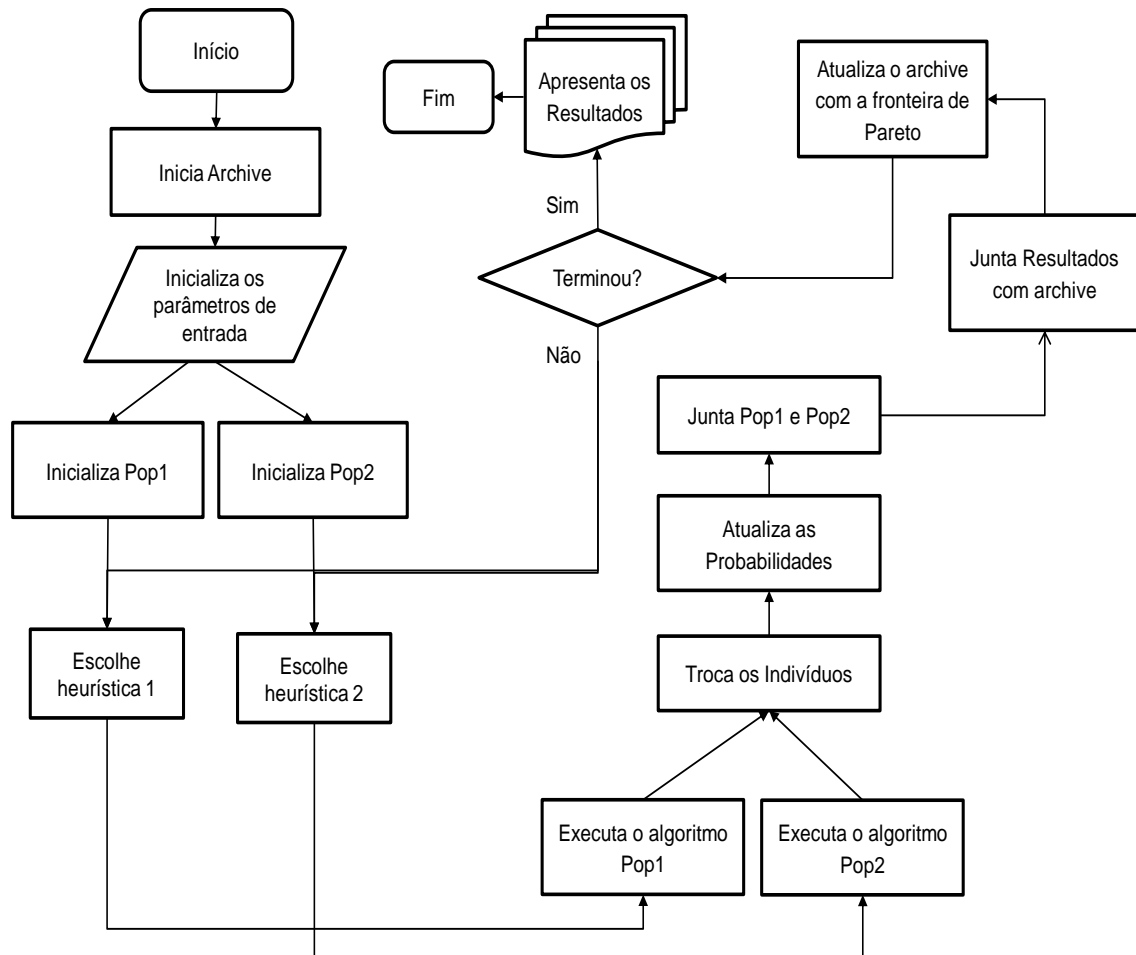 Início
Inicia Archive
Inicializa os
parâmetros de
entrada
Inicializa Pop1
Inicializa Pop2
Escolhe
heurística 1
Escolhe
heurística 2
Executa o algoritmo
Pop1
Executa o algoritmo
Pop2
Troca os Indivíduos
Atualiza as
Probabilidades
Junta Pop1 e Pop2
Junta Resultados
com archive
Atualiza o archive
com a fronteira de
Pareto
Terminou?
Sim
Não
Apresenta os
Resultados
Fim